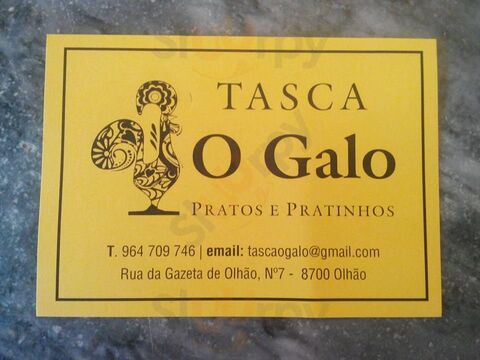 TASCA
O Galo
PRATOS E PRATINHOS
T. 964 709 746 | email: tascaogalo@gmail.com
Rua da Gazeta de Olhão, Nº7 - 8700 Olhão